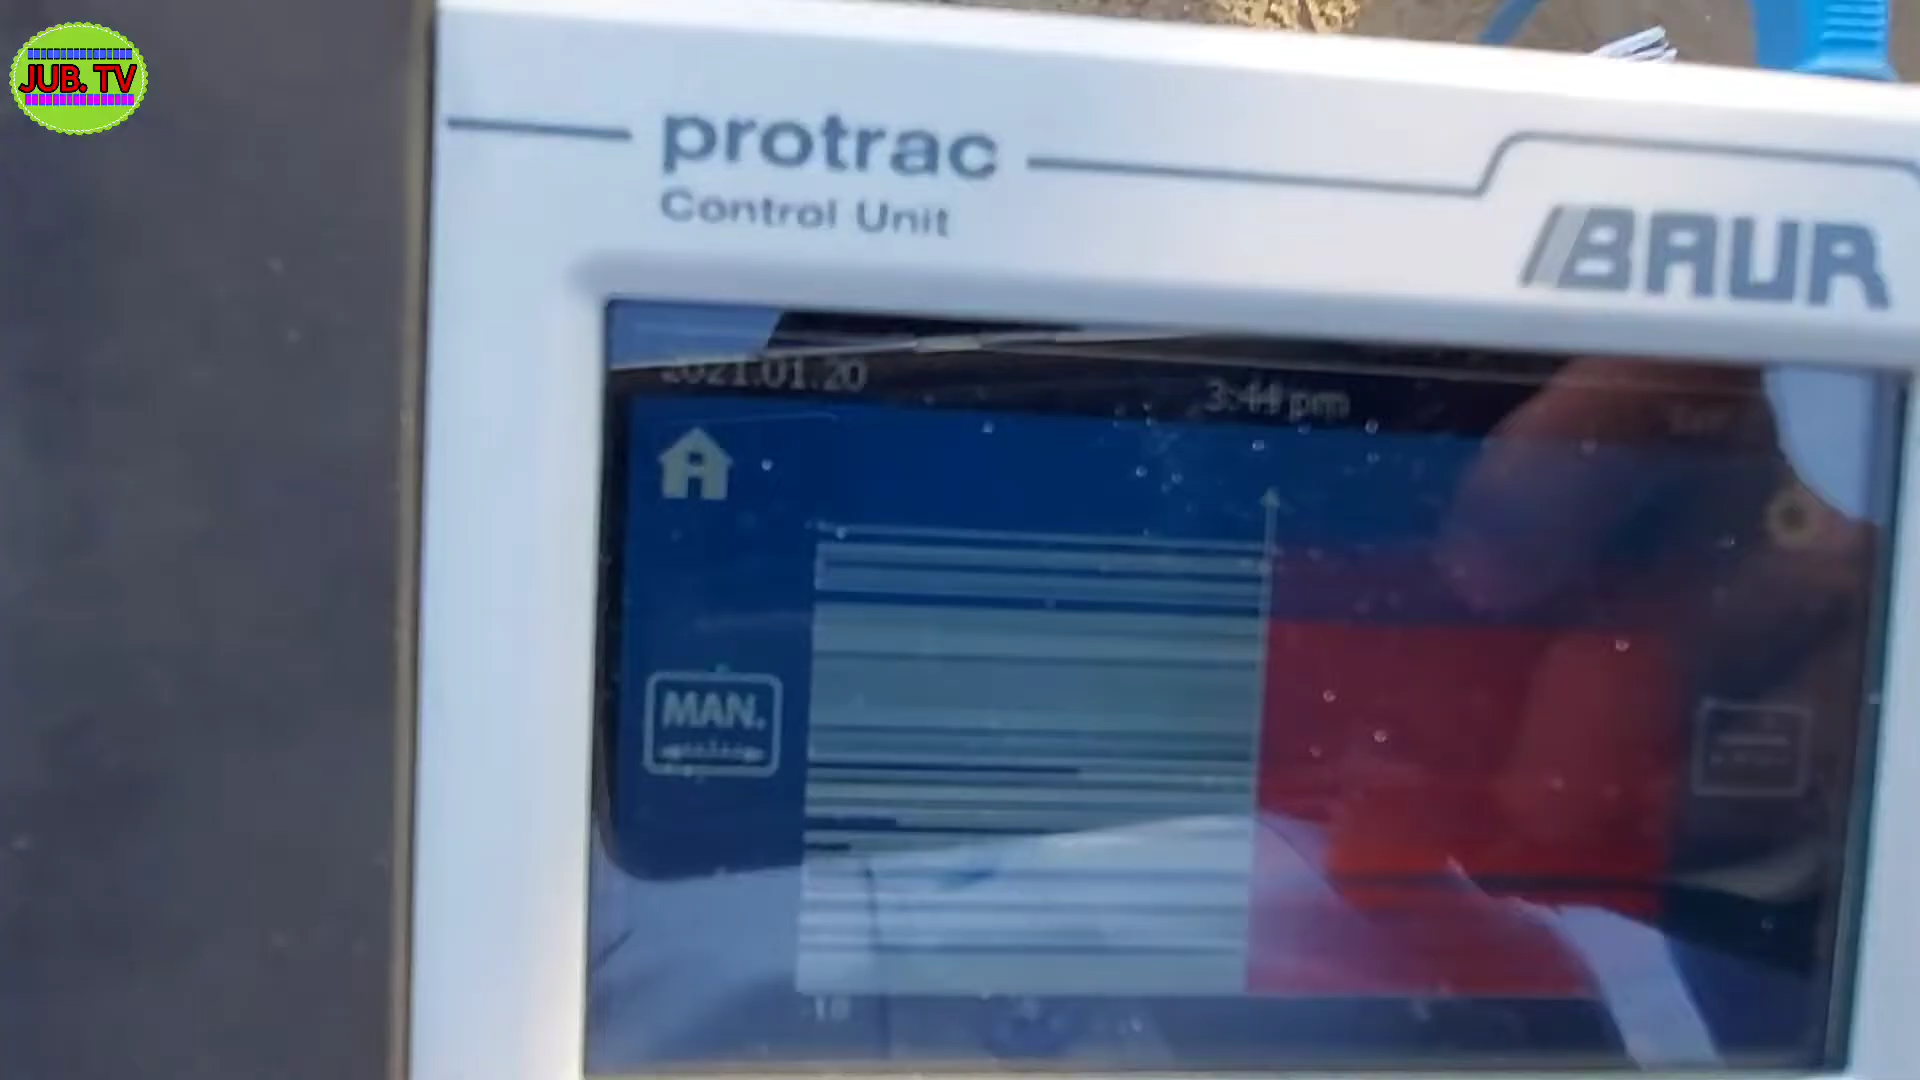 JUB. TV
protrac
Control Unit
BAUR
2021.01.20
3:44 pm
MAN.